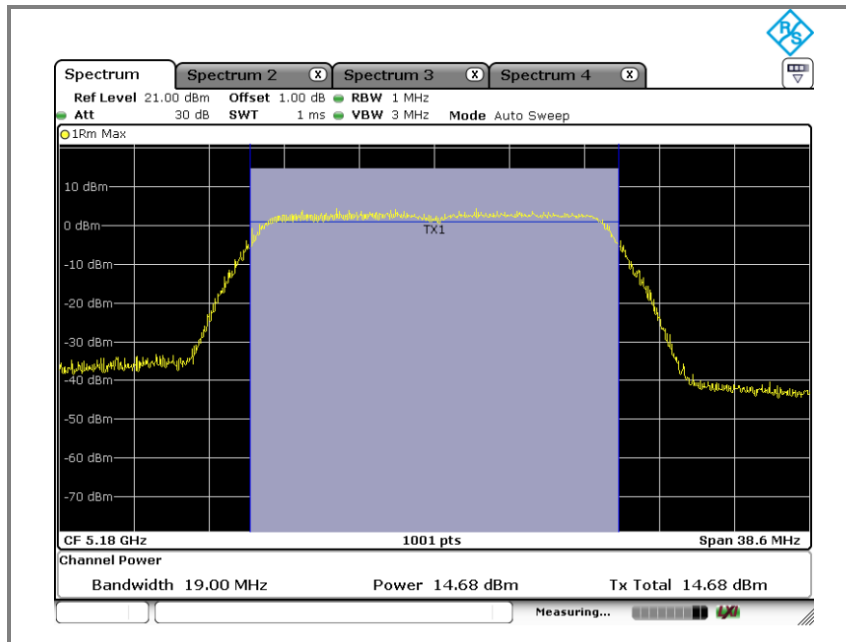 R&S
Spectrum Spectrum 2 X Spectrum 3 X Spectrum 4 X
Ref Level 21.00 dBm Offset 1.00 dB RBW 1 MHz
Att 30 dB SWT 1 ms VBW 3 MHz Mode Auto Sweep
1Rm Max
10 dBm
0 dBm
TX1
-10 dBm
-20 dBm
-30 dBm
-40 dBm
-50 dBm
-60 dBm
-70 dBm
CF 5.18 GHz 1001 pts Span 38.6 MHz
Channel Power
Bandwidth 19.00 MHz Power 14.68 dBm Tx Total 14.68 dBm
Measuring...